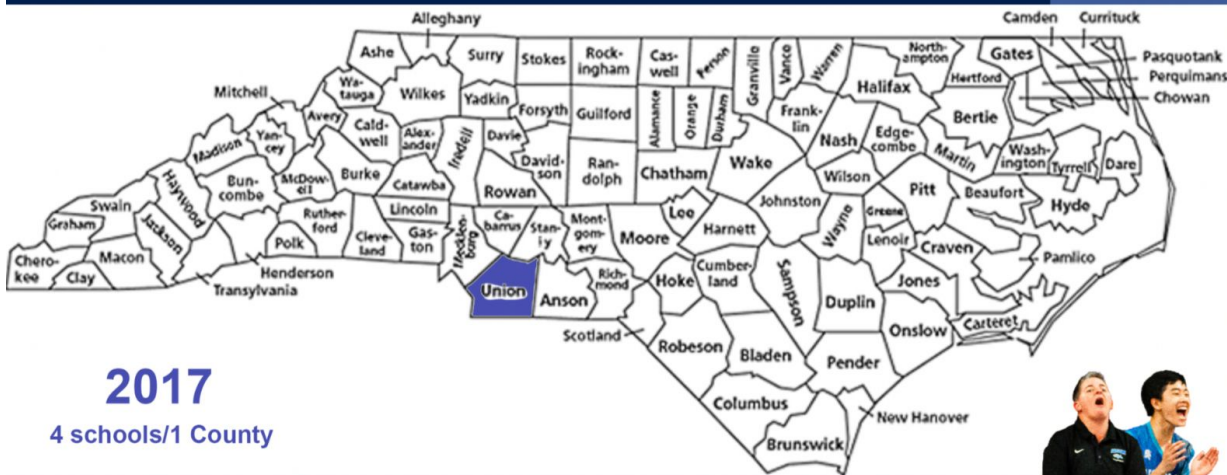 Alleghany
Camden
Currituck
Ashe
Surry
Stokes
Rock-
ingham
Cas-
well
Person
Granville
Vance
Warren
North-
ampton
Gates
Pasquotank
Hertford
Perquimans
Wa-
tauga
Wilkes
Halifax
Mitchell
Yadkin
Forsyth
Guilford
Alamance
Orange
Durham
Frank-
lin
Bertie
Chowan
Avery
Cald-
well
Alex-
ander
Iredell
Davie
Nash
Edge-
combe
Madison
Yan-
cey
David-
son
Ran-
dolph
Chatham
Wake
Martin
Wash-
ington
Tyrrell
Dare
Haywood
Bun-
combe
McDow-
ell
Burke
Catawba
Rowan
Wilson
Swain
Graham
Jackson
Ruther-
ford
Lincoln
Johnston
Pitt
Beaufort
Hyde
Chero-
kee
Clay
Macon
Polk
Cleve-
land
Gas-
ton
Mecklen-
burg
Ca-
barrus
Stan-
ly
Mont-
gom-
ery
Moore
Lee
Harnett
Wayne
Greene
Lenoir
Craven
Pamlico
Henderson
Transylvania
Union
Anson
Rich-
mond
Hoke
Cumber-
land
Sampson
Duplin
Jones
Scotland
Onslow
Carteret
Robeson
Bladen
Pender
Columbus
New Hanover
Brunswick
2017
4 schools/1 County